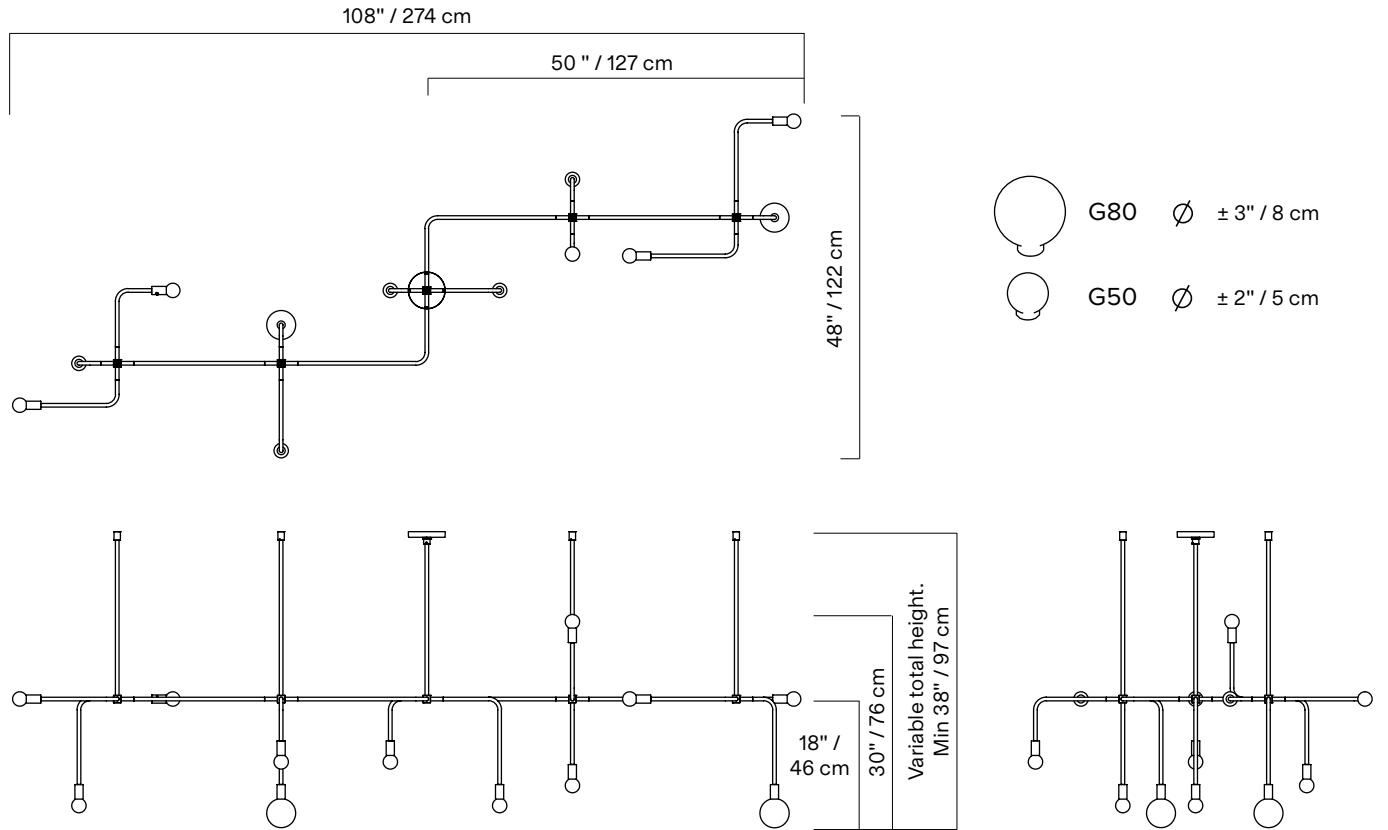 108" / 274 cm
50 " / 127 cm
48" / 122 cm
G80 ± 3" / 8 cm
G50 ± 2" / 5 cm
18" /
46 cm
30" / 76 cm
Variable total height.
Min 38" / 97 cm